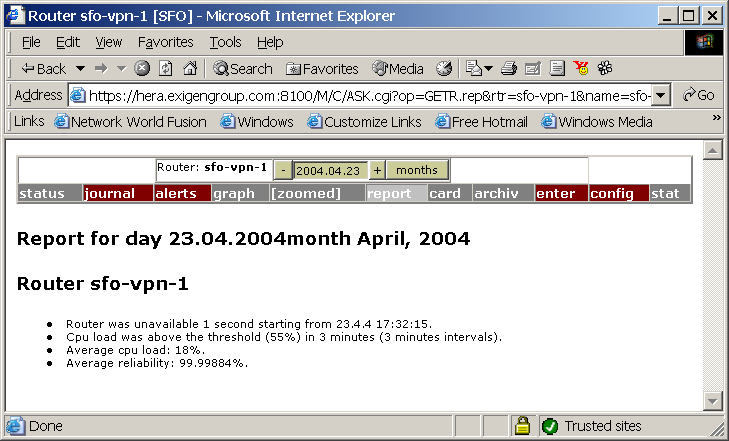 Router sfo-vpn-1 [SFO] - Microsoft Internet Explorer
File Edit View Favorites Tools Help
Back Search Favorites Media
Address https://hera.exigengroup.com:8100/M/C/ASK.cgi?op=GETR.rep&rtr=sfo-vpn-1&name=sfo- Go
Links Network World Fusion Windows Customize Links Free Hotmail Windows Media »
Router: sfo-vpn-1 - 2004.04.23 + months
status journal alerts graph [zoomed] report card archiv enter config stat
Report for day 23.04.2004month April, 2004
Router sfo-vpn-1
• Router was unavailable 1 second starting from 23.4.4 17:32:15.
• Cpu load was above the threshold (55%) in 3 minutes (3 minutes intervals).
• Average cpu load: 18%.
• Average reliability: 99.99884%.
Done Trusted sites